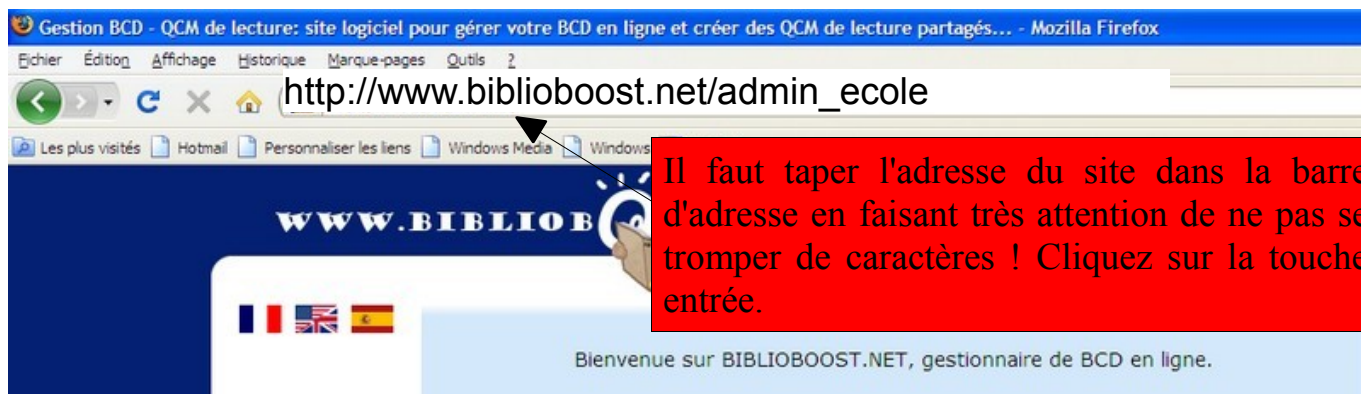 Gestion BCD - QCM de lecture: site logiciel pour gérer votre BCD en ligne et créer des QCM de lecture partagés... - Mozilla Firefox
Fichier Édition Affichage Historique Marque-pages Outils ?
http://www.biblioboost.net/admin_ecole
Les plus visités Hotmail Personnaliser les liens Windows Media Windows
Il faut taper l'adresse du site dans la barre
d'adresse en faisant très attention de ne pas se
tromper de caractères ! Cliquez sur la touche
entrée.
WWW.BIBLIOB
Bienvenue sur BIBLIOBOOST.NET, gestionnaire de BCD en ligne.